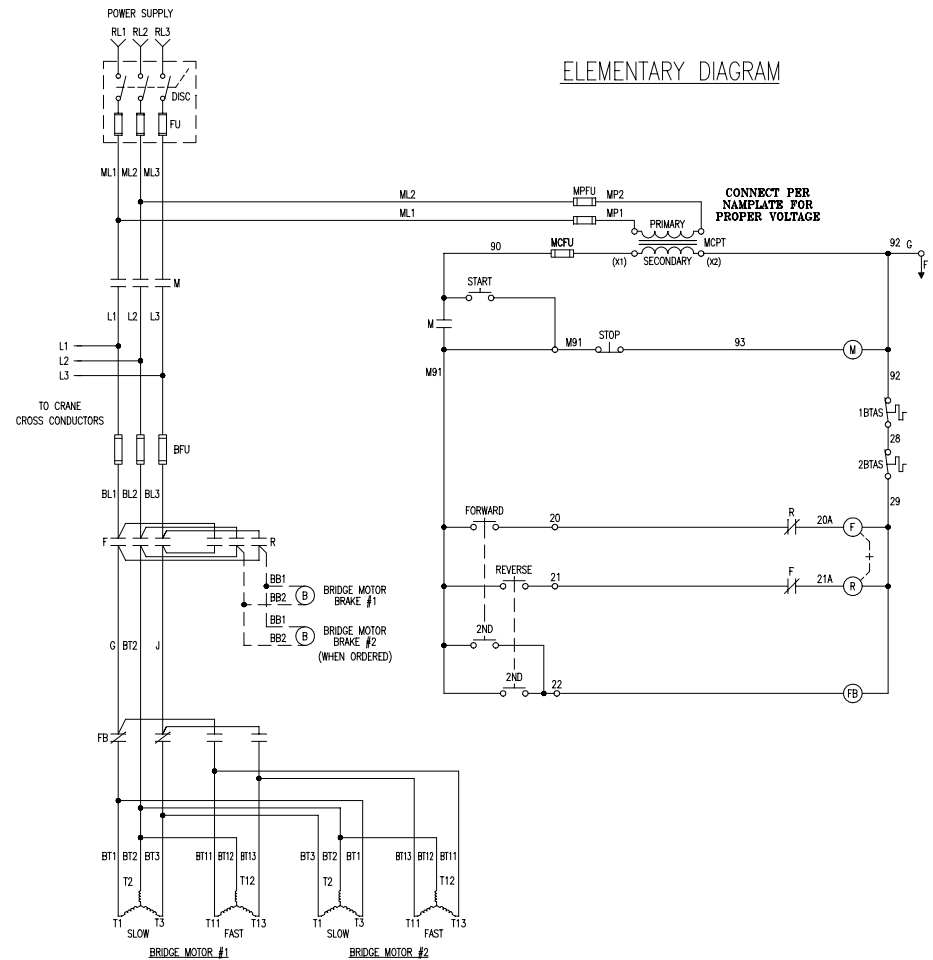 POWER SUPPLY
RL1 RL2 RL3
ELEMENTARY DIAGRAM
DISC
FU
ML1 ML2 ML3
ML2 MPFU MP2
CONNECT PER
NAMPLATE FOR
PROPER VOLTAGE
ML1 MP1
PRIMARY
MCPT
90 MCFU
(X1) SECONDARY (X2)
92 G
F
START
M
L1 L2 L3
M
STOP
M91 93
M
L1
L2
L3
M91
92
TO CRANE
CROSS CONDUCTORS
1BTAS
28
BFU
2BTAS
BL1 BL2 BL3
29
FORWARD
20 R 20A F
F R
REVERSE
21 F 21A R
BB1
BB2 B
BRIDGE MOTOR
BRAKE #1
BB1
BB2 B
BRIDGE MOTOR
BRAKE #2
(WHEN ORDERED)
G BT2 J
2ND
2ND
22 FB
FB
BT1 BT2 BT3 BT11 BT12 BT13 BT3 BT2 BT1 BT13 BT12 BT11
T2 T12 T2 T12
T1 T3 T11 T13 T1 T3 T11 T13
SLOW FAST SLOW FAST
BRIDGE MOTOR #1 BRIDGE MOTOR #2